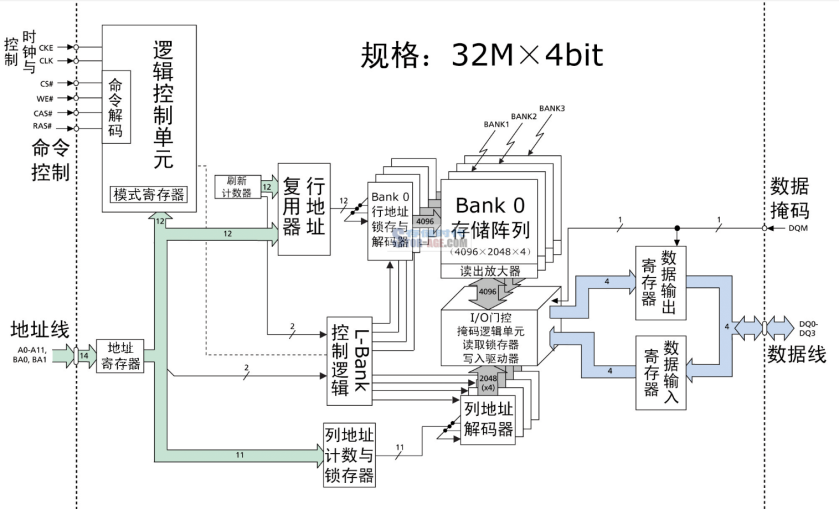 规格：32M×4bit
时钟与
控制
CKE
CLK
CS#
WE#
CAS#
RAS#
命令
控制
命令解码
逻辑控制单元
模式寄存器
12
刷新
计数器
12
行地址
复用器
12
12
Bank 0
行地址
锁存与
解码器
4096
BANK1
BANK2
BANK3
Bank 0
存储阵列
(4096×2048×4)
读出放大器
4096
I/O门控
掩码逻辑单元
读取锁存器
写入驱动器
2048
(x4)
列地址
解码器
数据
掩码
DQM
1
1
数据输出
寄存器
4
数据输入
寄存器
4
4
DQ0-
DQ3
数据线
地址线
A0-A11,
BA0, BA1
14
地址
寄存器
2
2
L-Bank
控制逻辑
11
列地址
计数与
锁存器
11